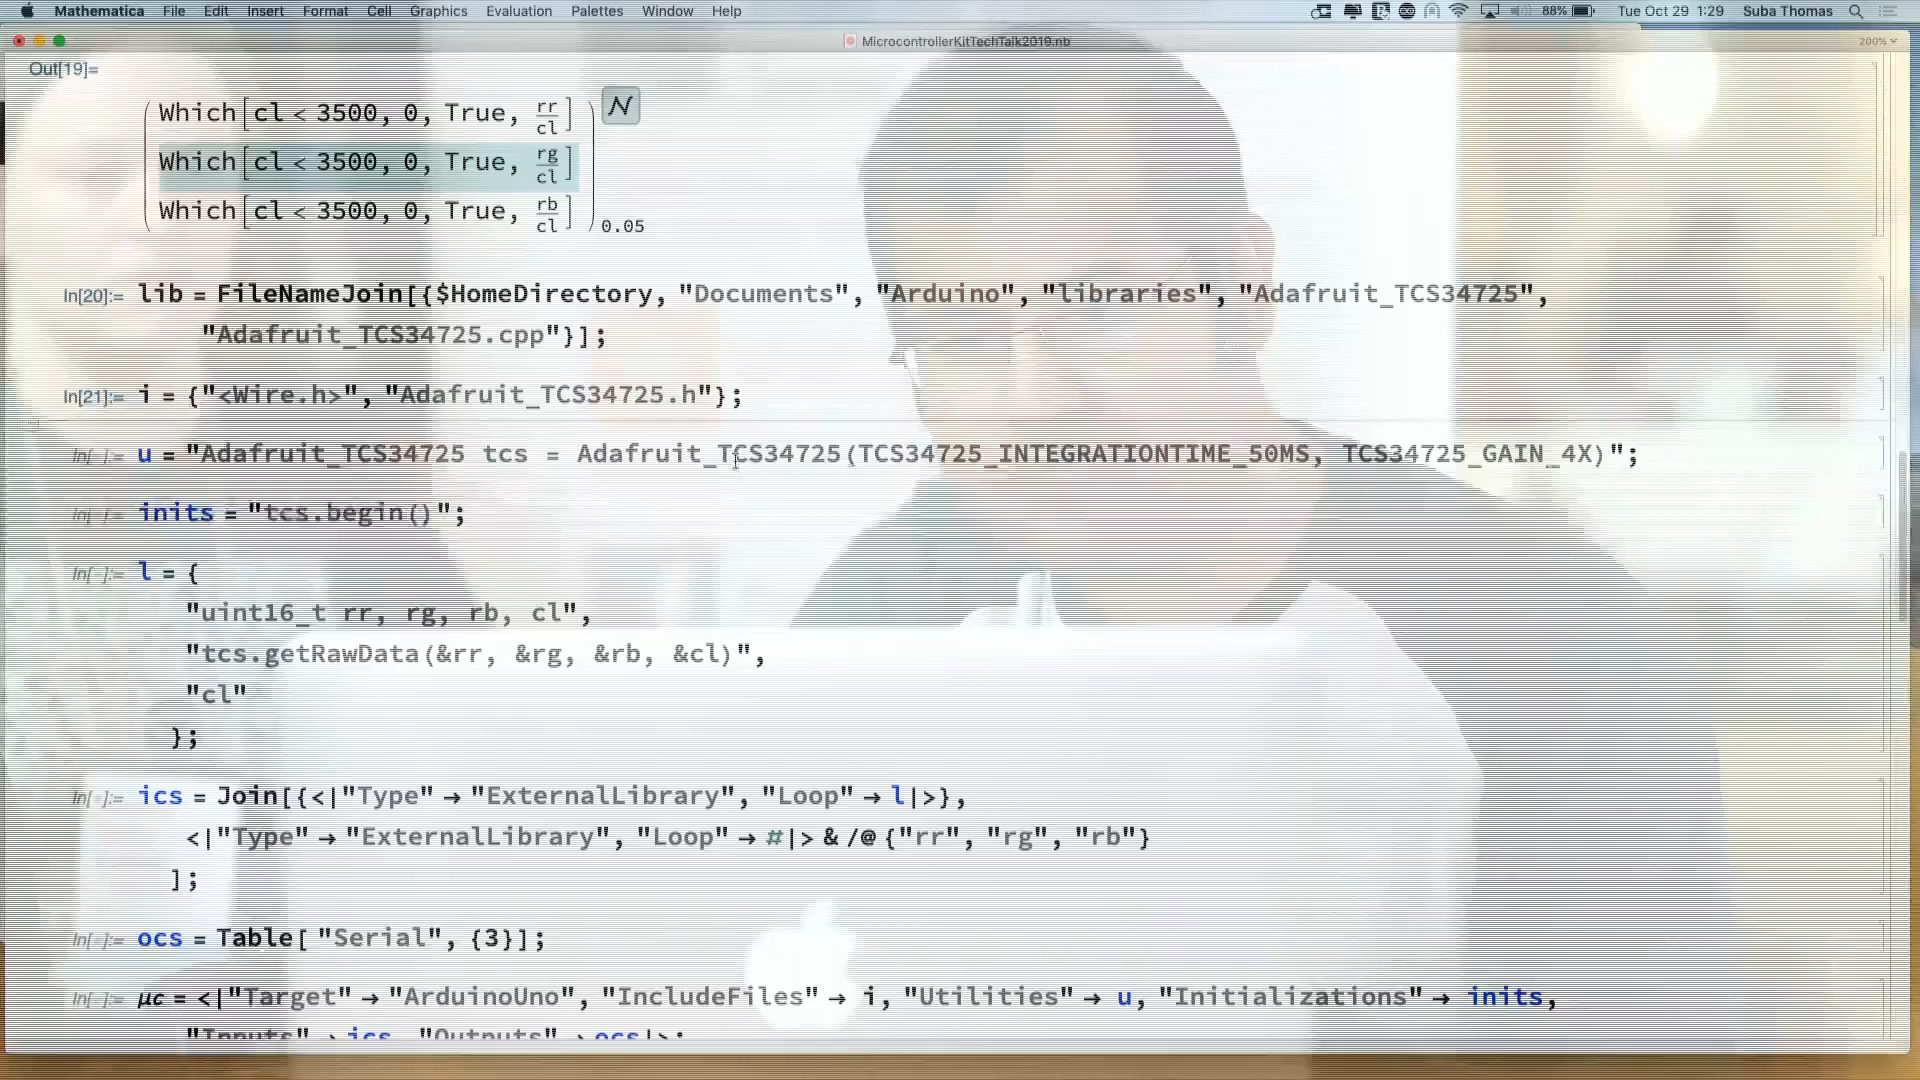 Mathematica File Edit Insert Format Cell Graphics Evaluation Palettes Window Help 88% Tue Oct 29 1:29 Suba Thomas
MicrocontrollerKitTechTalk2019.nb 200%
Out[19]=
Which[cl < 3500, 0, True, rr/cl] N
Which[cl < 3500, 0, True, rg/cl]
Which[cl < 3500, 0, True, rb/cl]
0.05
In[20]:= lib = FileNameJoin[{$HomeDirectory, "Documents", "Arduino", "libraries", "Adafruit_TCS34725",
"Adafruit_TCS34725.cpp"}];
In[21]:= i = {"<Wire.h>", "Adafruit_TCS34725.h"};
In[ ]:= u = "Adafruit_TCS34725 tcs = Adafruit_TCS34725(TCS34725_INTEGRATIONTIME_50MS, TCS34725_GAIN_4X)";
In[ ]:= inits = "tcs.begin()";
In[ ]:= l = {
"uint16_t rr, rg, rb, cl",
"tcs.getRawData(&rr, &rg, &rb, &cl)",
"cl"
};
In[ ]:= ics = Join[{<|"Type" → "ExternalLibrary", "Loop" → l|>},
<|"Type" → "ExternalLibrary", "Loop" → #|> & /@ {"rr", "rg", "rb"}
];
In[ ]:= ocs = Table[ "Serial", {3}];
In[ ]:= μc = <|"Target" → "ArduinoUno", "IncludeFiles" → i, "Utilities" → u, "Initializations" → inits,
"Inputs" → ics, "Outputs" → ocs|>;